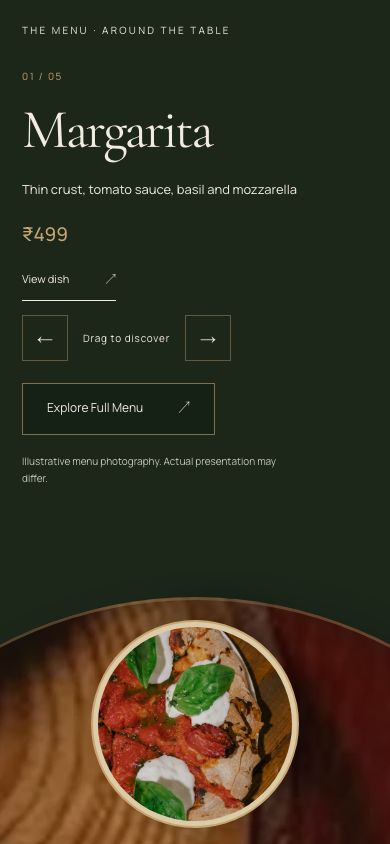 THE MENU · AROUND THE TABLE
01 / 05
Margarita
Thin crust, tomato sauce, basil and mozzarella
₹499
View dish ↗
← Drag to discover →
Explore Full Menu ↗
Illustrative menu photography. Actual presentation may
differ.